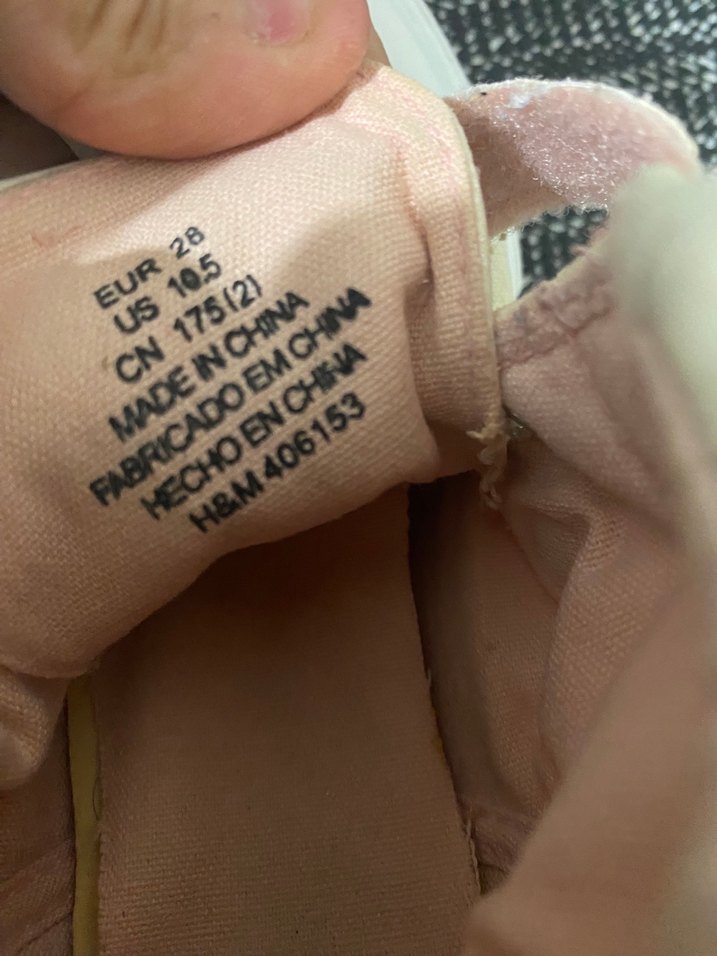 EUR 28
US 10.5
CN 175(2)
MADE IN CHINA
FABRICADO EM CHINA
HECHO EN CHINA
H&M 406153